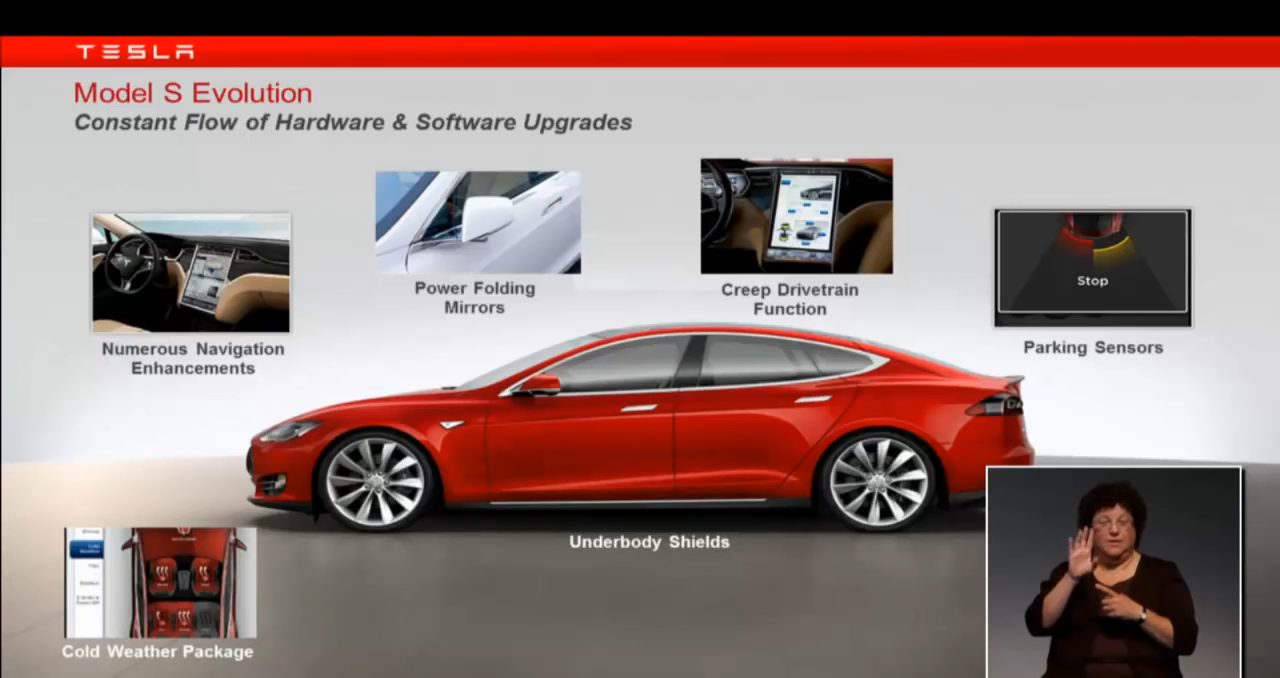 TESLA
Model S Evolution
Constant Flow of Hardware & Software Upgrades
Power Folding
Mirrors
Creep Drivetrain
Function
Stop
Numerous Navigation
Enhancements
Parking Sensors
Underbody Shields
Cold Weather Package